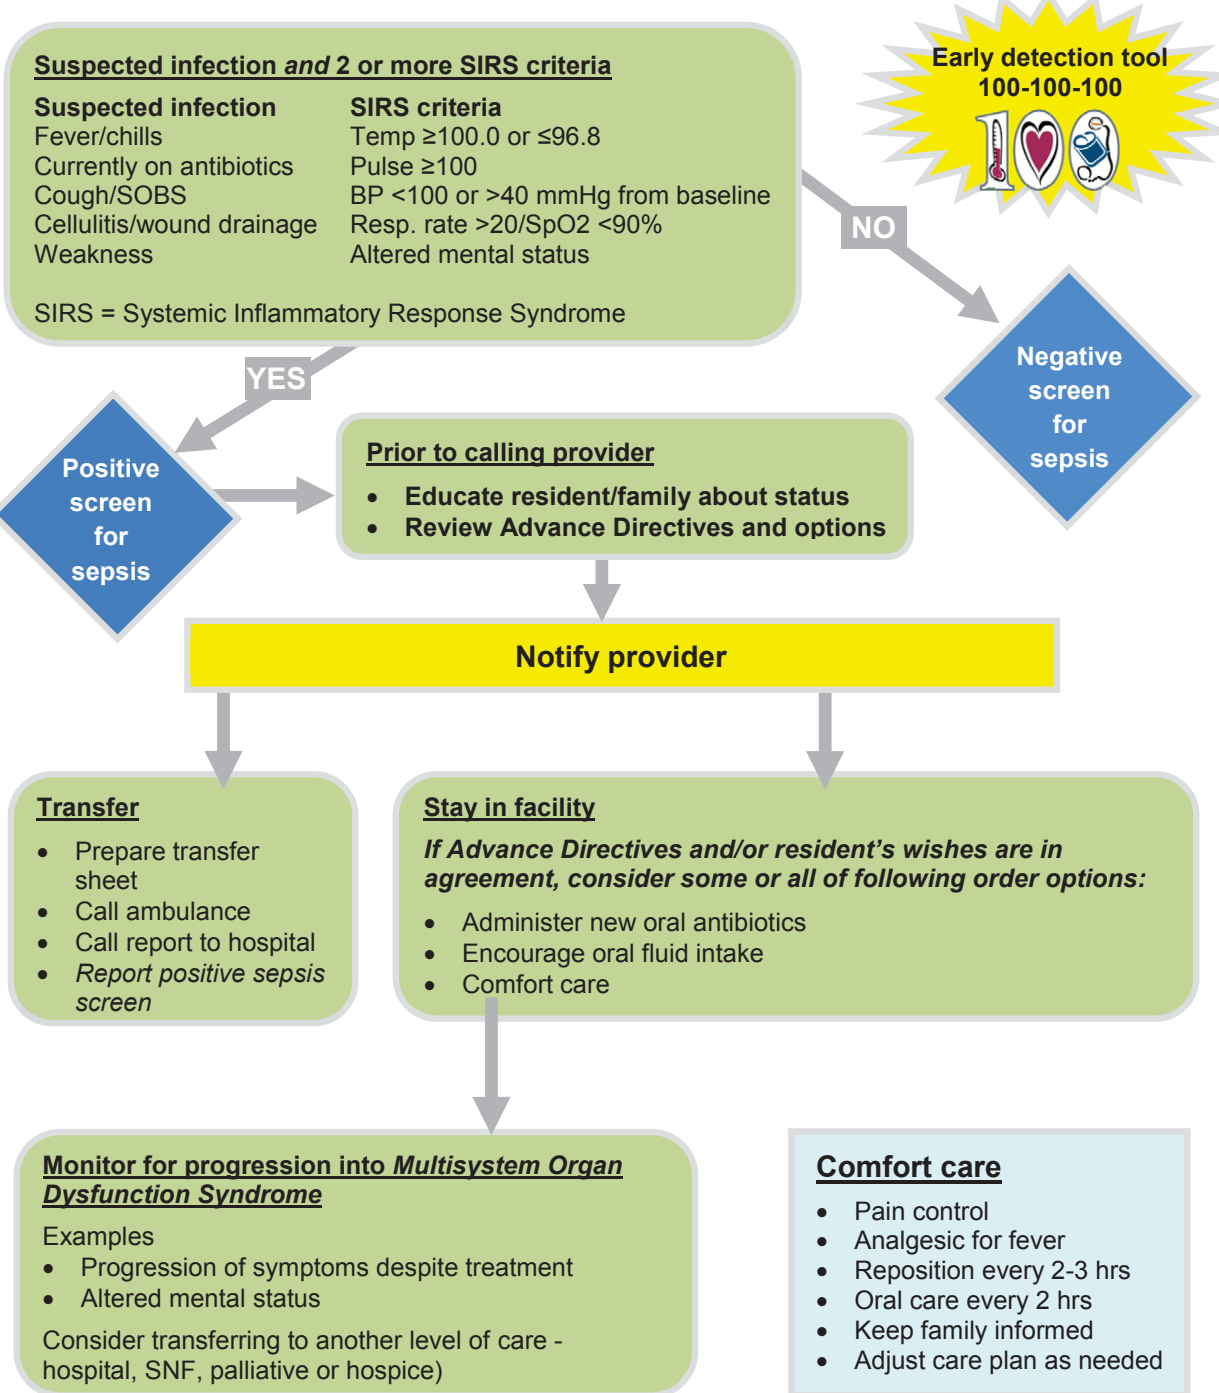 Suspected infection and 2 or more SIRS criteria
Suspected infection SIRS criteria
Fever/chills Temp ≥100.0 or ≤96.8
Currently on antibiotics Pulse ≥100
Cough/SOBS BP <100 or >40 mmHg from baseline
Cellulitis/wound drainage Resp. rate >20/SpO2 <90%
Weakness Altered mental status
SIRS = Systemic Inflammatory Response Syndrome
Early detection tool
100-100-100
100
NO
Negative
screen
for
sepsis
YES
Positive
screen
for
sepsis
Prior to calling provider
• Educate resident/family about status
• Review Advance Directives and options
Notify provider
Transfer
• Prepare transfer
sheet
• Call ambulance
• Call report to hospital
• Report positive sepsis
screen
Stay in facility
If Advance Directives and/or resident's wishes are in
agreement, consider some or all of following order options:
• Administer new oral antibiotics
• Encourage oral fluid intake
• Comfort care
Monitor for progression into Multisystem Organ
Dysfunction Syndrome
Examples
• Progression of symptoms despite treatment
• Altered mental status
Consider transferring to another level of care -
hospital, SNF, palliative or hospice)
Comfort care
• Pain control
• Analgesic for fever
• Reposition every 2-3 hrs
• Oral care every 2 hrs
• Keep family informed
• Adjust care plan as needed